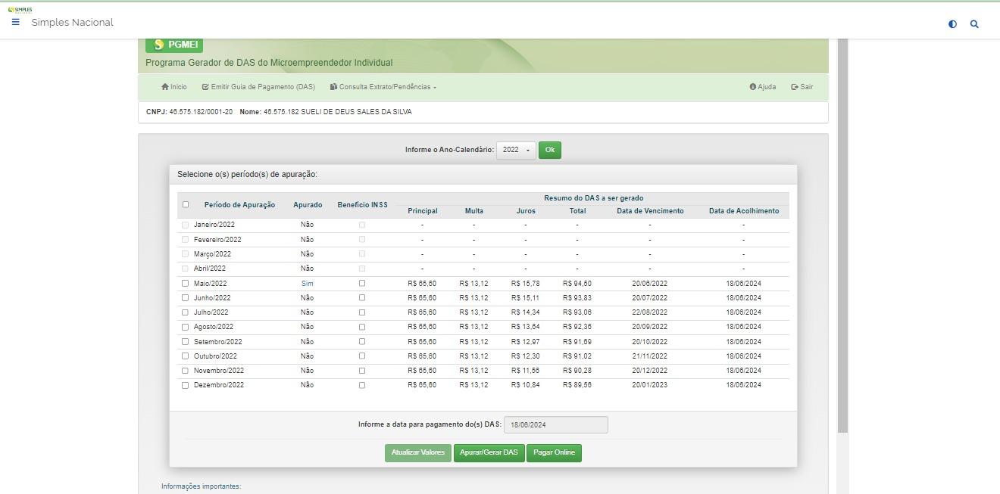 SIMPLES
NACIONAL
Simples Nacional
PGMEI
Programa Gerador de DAS do Microempreendedor Individual
Início Emitir Guia de Pagamento (DAS) Consulta Extrato/Pendências Ajuda Sair
CNPJ: 46.575.182/0001-20 Nome: 46.575.182 SUELI DE DEUS SALES DA SILVA
Informe o Ano-Calendário: 2022 Ok
Selecione o(s) período(s) de apuração:
Resumo do DAS a ser gerado
Período de Apuração Apurado Benefício INSS Principal Multa Juros Total Data de Vencimento Data de Acolhimento
Janeiro/2022 Não - - - - - -
Fevereiro/2022 Não - - - - - -
Março/2022 Não - - - - - -
Abril/2022 Não - - - - - -
Maio/2022 Sim R$ 65,60 R$ 13,12 R$ 15,78 R$ 94,50 20/06/2022 18/06/2024
Junho/2022 Não R$ 65,60 R$ 13,12 R$ 15,11 R$ 93,83 20/07/2022 18/06/2024
Julho/2022 Não R$ 65,60 R$ 13,12 R$ 14,34 R$ 93,06 22/08/2022 18/06/2024
Agosto/2022 Não R$ 65,60 R$ 13,12 R$ 13,64 R$ 92,36 20/09/2022 18/06/2024
Setembro/2022 Não R$ 65,60 R$ 13,12 R$ 12,97 R$ 91,69 20/10/2022 18/06/2024
Outubro/2022 Não R$ 65,60 R$ 13,12 R$ 12,30 R$ 91,02 21/11/2022 18/06/2024
Novembro/2022 Não R$ 65,60 R$ 13,12 R$ 11,56 R$ 90,28 20/12/2022 18/06/2024
Dezembro/2022 Não R$ 65,60 R$ 13,12 R$ 10,84 R$ 89,56 20/01/2023 18/06/2024
Informe a data para pagamento do(s) DAS: 18/06/2024
Atualizar Valores Apurar/Gerar DAS Pagar Online
Informações importantes: